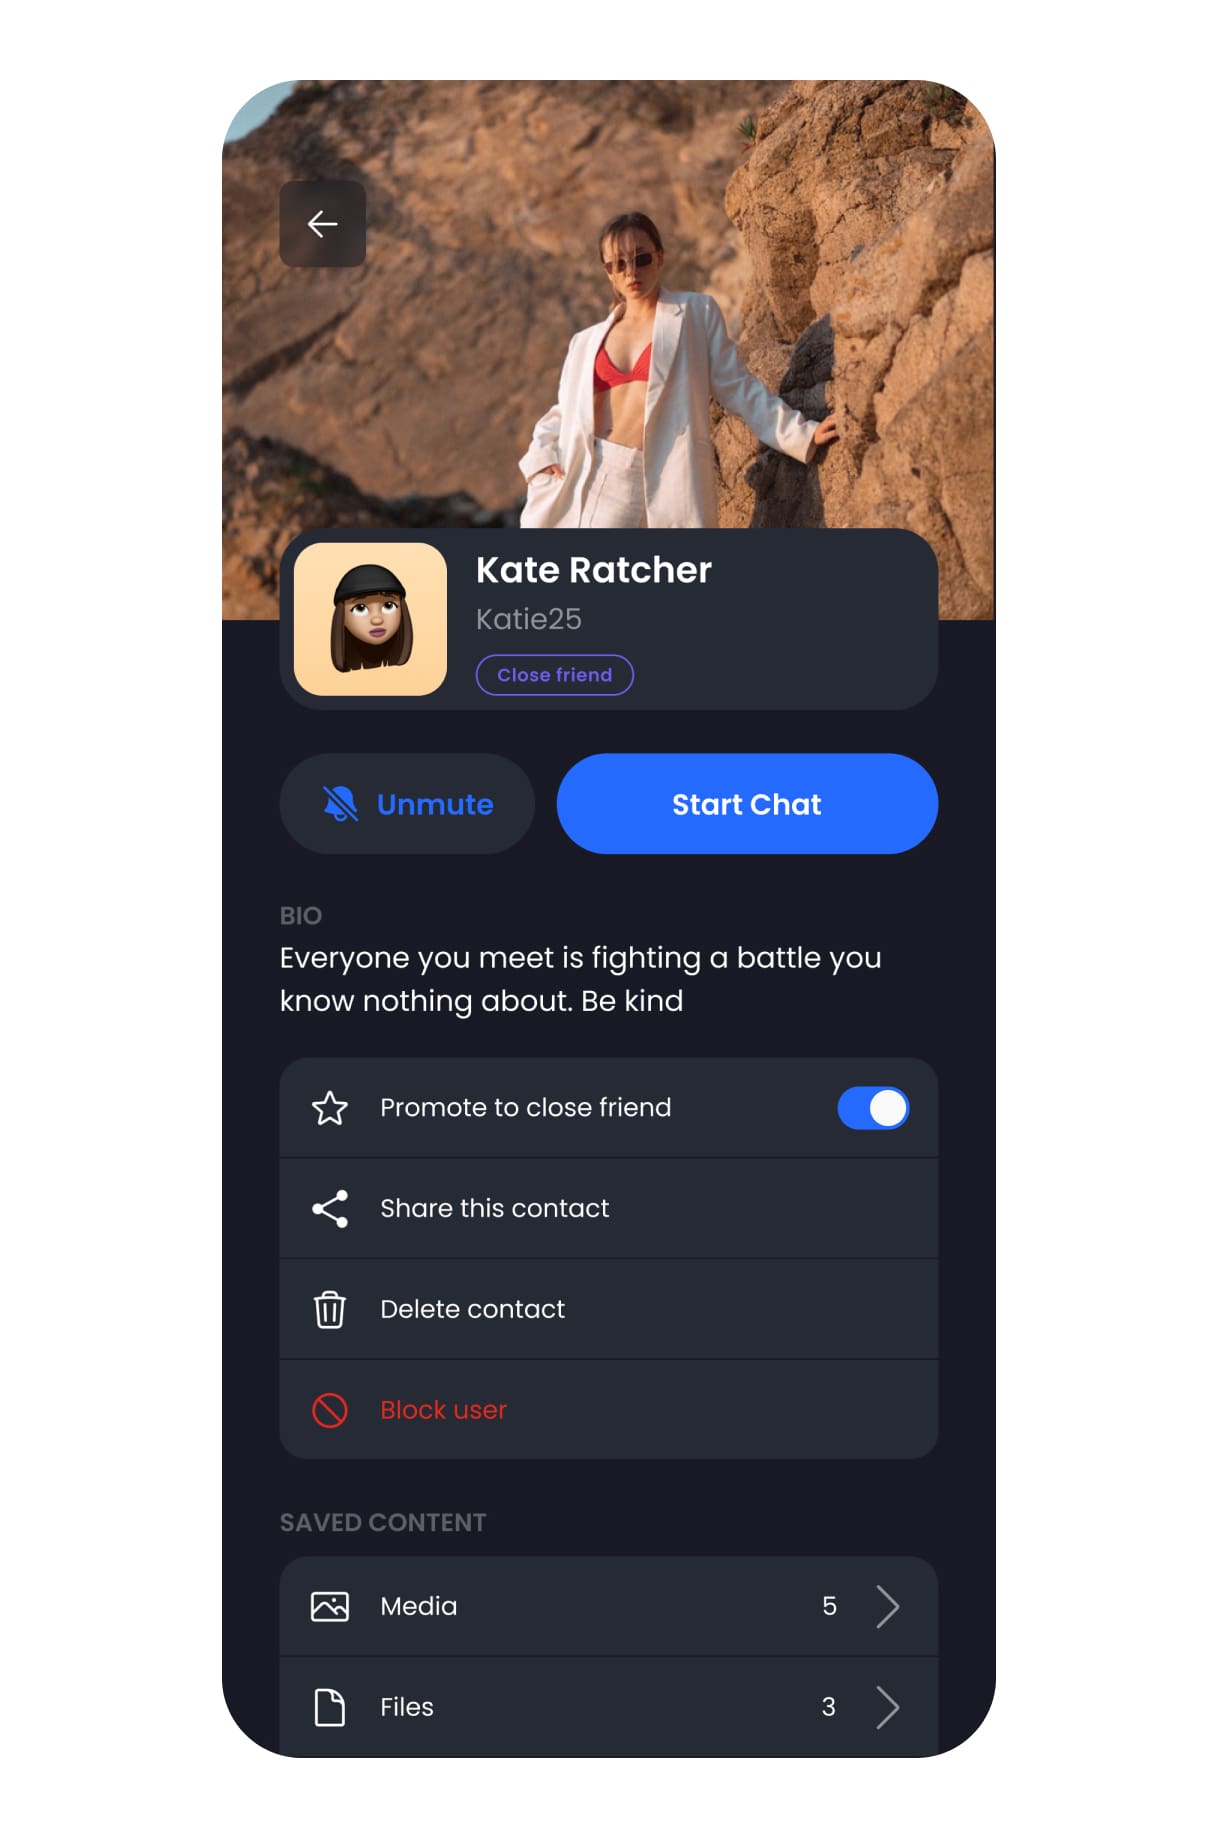 Kate Ratcher
Katie25
Close friend
Unmute
Start Chat
BIO
Everyone you meet is fighting a battle you
know nothing about. Be kind
Promote to close friend
Share this contact
Delete contact
Block user
SAVED CONTENT
Media 5
Files 3